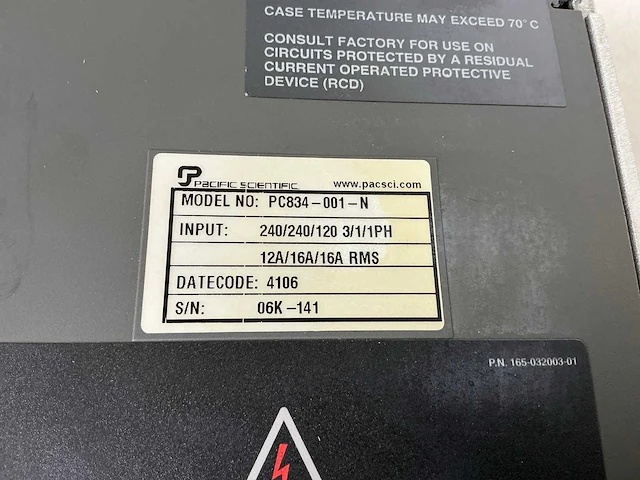 CASE TEMPERATURE MAY EXCEED 70°C
CONSULT FACTORY FOR USE ON
CIRCUITS PROTECTED BY A RESIDUAL
CURRENT OPERATED PROTECTIVE
DEVICE (RCD)
PACIFIC SCIENTIFIC www.pacsci.com
MODEL NO: PC834-001-N
INPUT: 240/240/120 3/1/1PH
12A/16A/16A RMS
DATECODE: 4106
S/N: 06K-141
P.N. 165-032003-01